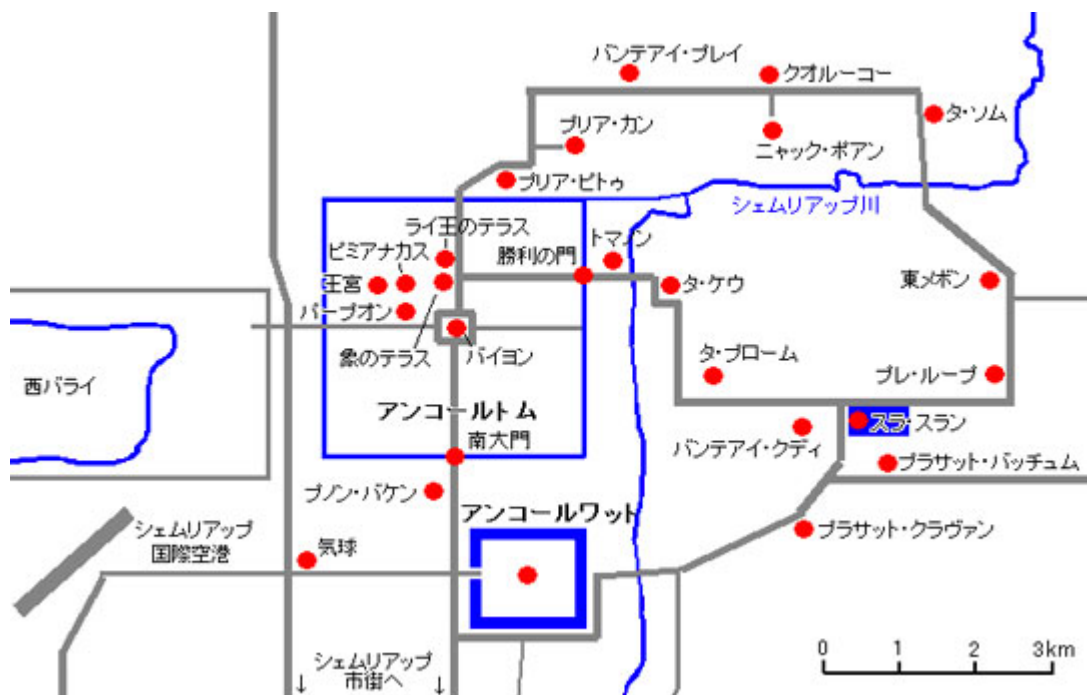 バンテアイ・プレイ
クオルーコー
タ・ソム
プリア・カン
ニャック・ポアン
プリア・ピトゥ
シェムリアップ川
ライ王のテラス
トマノン
ピミアナカス
勝利の門
王宮
タ・ケウ
東メボン
バープオン
象のテラス
バイヨン
タ・プローム
プレ・ループ
西バライ
アンコールトム
スラ・スラン
南大門
バンテアイ・クディ
プラサット・バッチュム
プノン・バケン
アンコールワット
シェムリアップ
国際空港
プラサット・クラヴァン
気球
0 1 2 3km
シェムリアップ
↓ 市街へ ↓